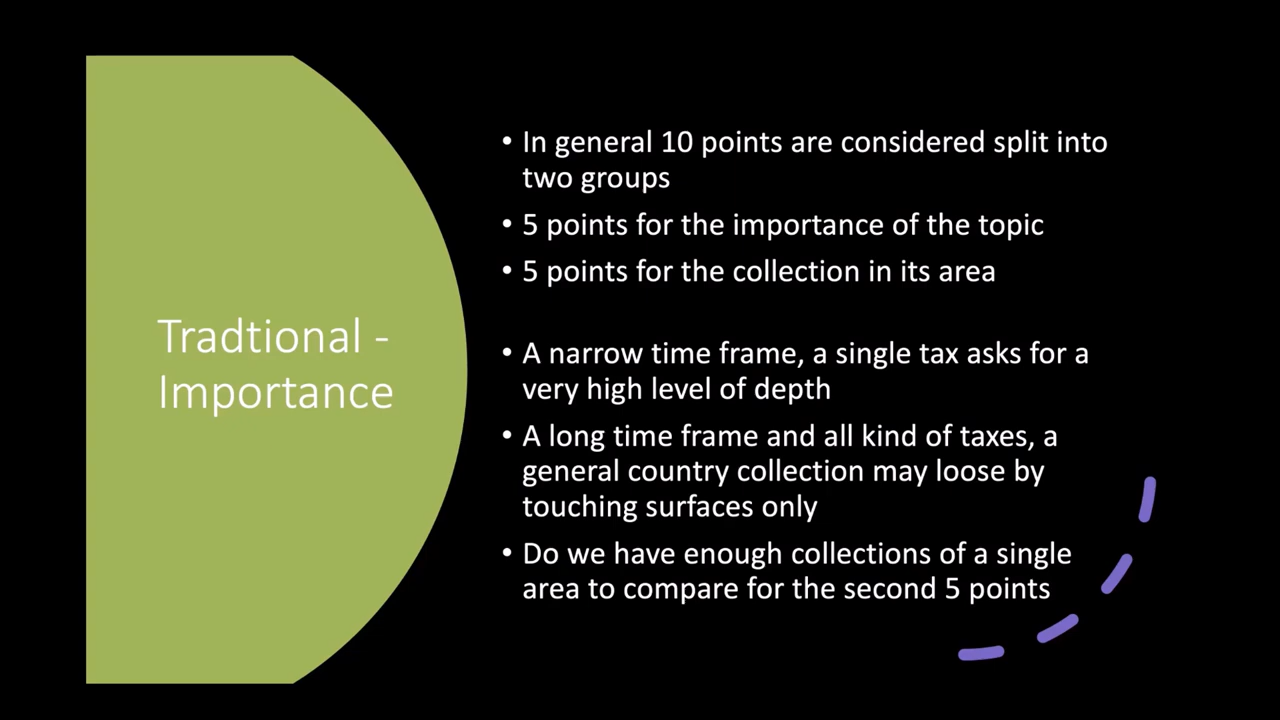 Tradtional -
Importance
• In general 10 points are considered split into
two groups
• 5 points for the importance of the topic
• 5 points for the collection in its area
• A narrow time frame, a single tax asks for a
very high level of depth
• A long time frame and all kind of taxes, a
general country collection may loose by
touching surfaces only
• Do we have enough collections of a single
area to compare for the second 5 points